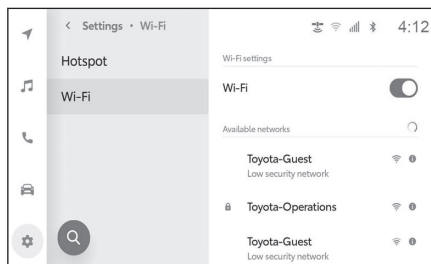 Settings • Wi-Fi
4:12
Hotspot
Wi-Fi
Wi-Fi settings
Wi-Fi
Available networks
Toyota-Guest
Low security network
Toyota-Operations
Toyota-Guest
Low security network